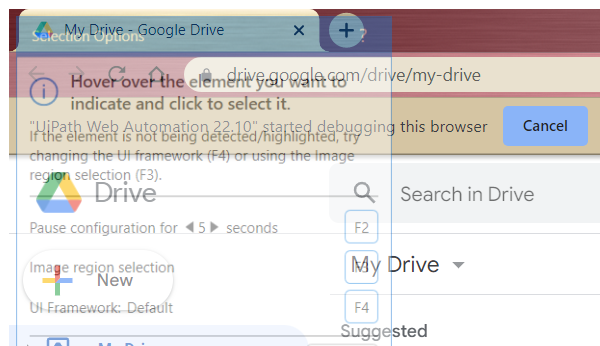 My Drive - Google Drive
Selection Options
?
drive.google.com/drive/my-drive
Hover over the element you want to
indicate and click to select it.
"UiPath Web Automation 22.10" started debugging this browser
Cancel
If the element is not being detected/highlighted, try
changing the UI framework (F4) or using the Image
region selection (F3).
Drive
Search in Drive
Pause configuration for 5 seconds
F2
Image region selection
F3
My Drive
New
UI Framework: Default
F4
Suggested
My Drive